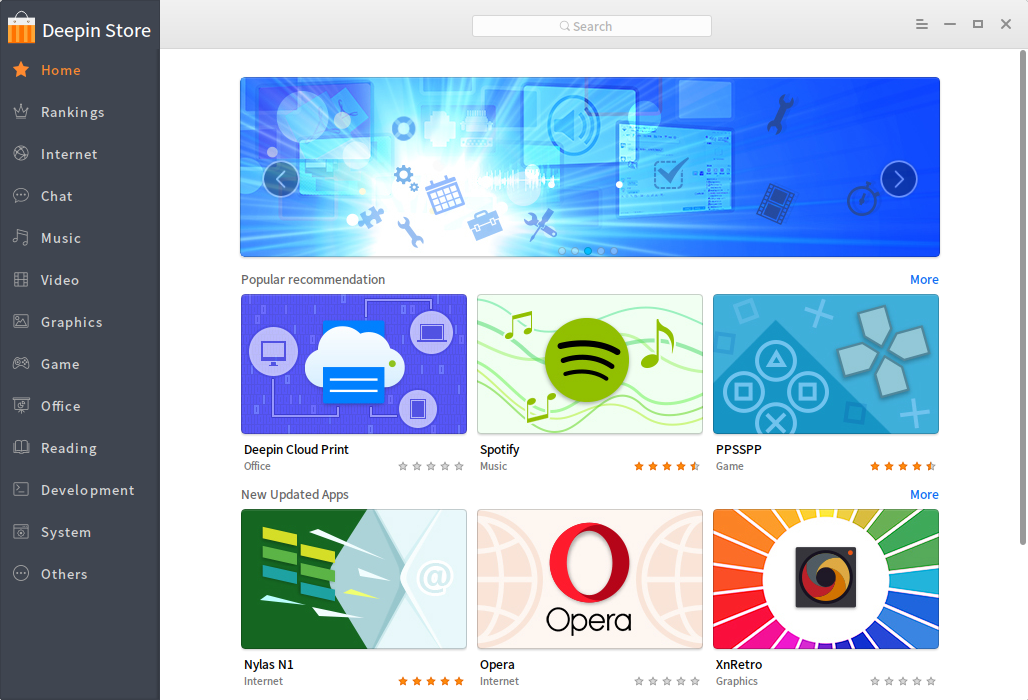 Deepin Store
Search
Home
Rankings
Internet
Chat
Music
Video
Graphics
Game
Office
Reading
Development
System
Others
Popular recommendation
More
Deepin Cloud Print
Office
Spotify
Music
PPSSPP
Game
New Updated Apps
More
@
Opera
Nylas N1
Internet
Opera
Internet
XnRetro
Graphics